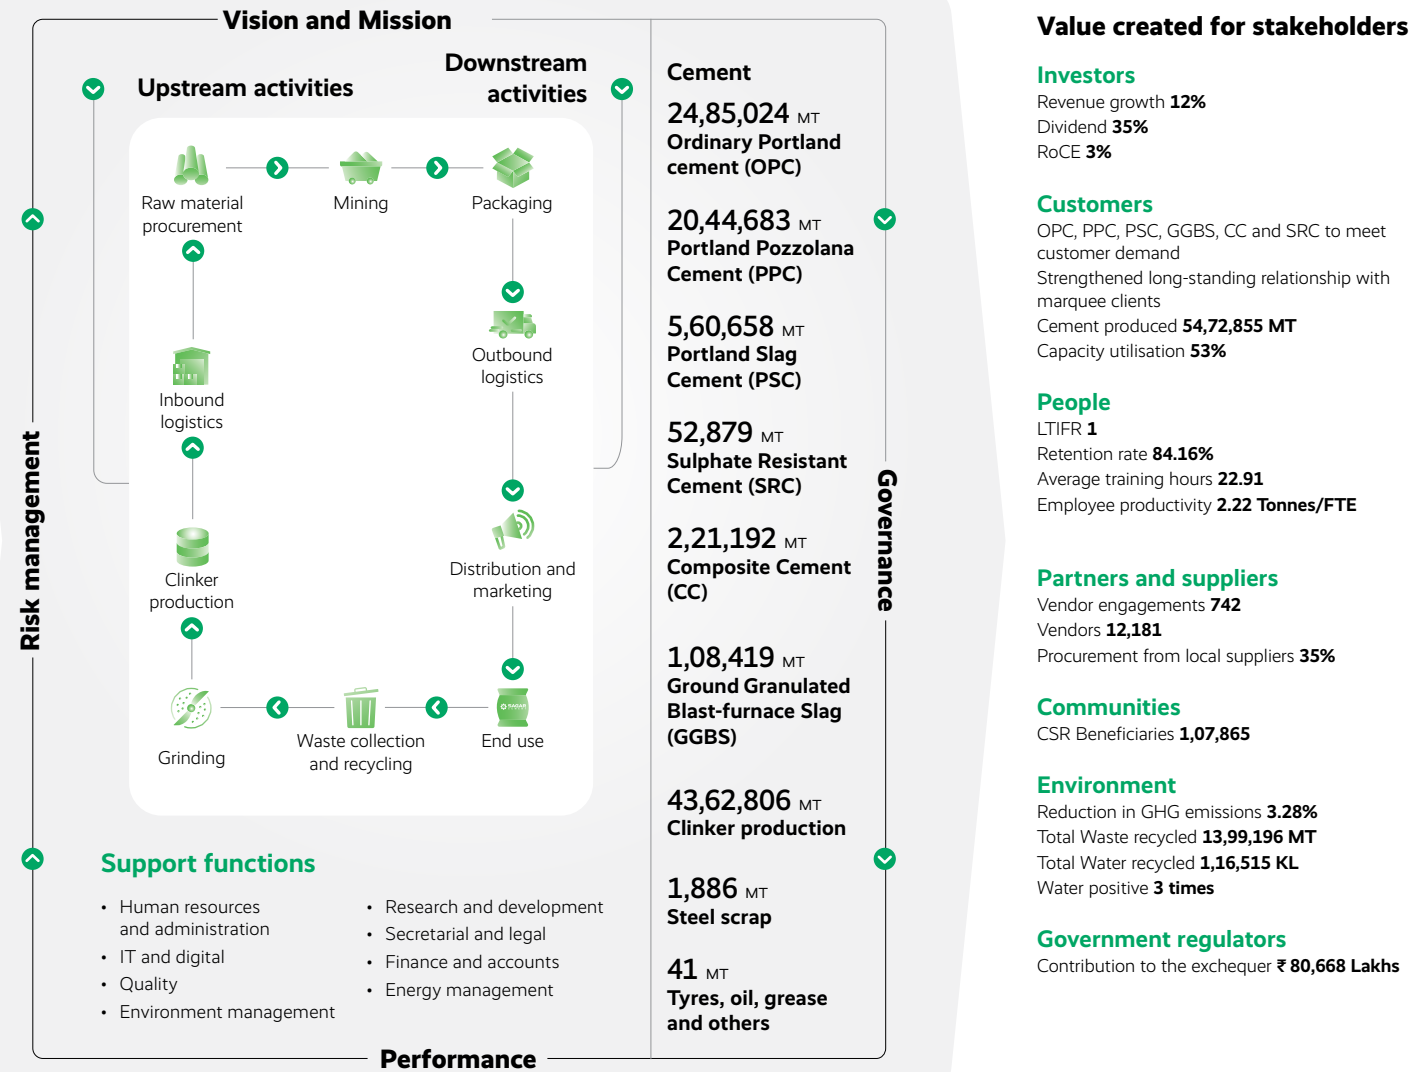 Vision and Mission
Upstream activities
Downstream
activities
Raw material
procurement
Mining
Packaging
Inbound
logistics
Outbound
logistics
Clinker
production
Distribution and
marketing
Grinding
Waste collection
and recycling
RAGAR
End use
Support functions
• Human resources
and administration
• IT and digital
• Quality
• Environment management
• Research and development
• Secretarial and legal
• Finance and accounts
• Energy management
Risk management
Performance
Governance
Cement
24,85,024 MT
Ordinary Portland
cement (OPC)
20,44,683 MT
Portland Pozzolana
Cement (PPC)
5,60,658 MT
Portland Slag
Cement (PSC)
52,879 MT
Sulphate Resistant
Cement (SRC)
2,21,192 MT
Composite Cement
(CC)
1,08,419 MT
Ground Granulated
Blast-furnace Slag
(GGBS)
43,62,806 MT
Clinker production
1,886 MT
Steel scrap
41 MT
Tyres, oil, grease
and others
Value created for stakeholders
Investors
Revenue growth 12%
Dividend 35%
RoCE 3%
Customers
OPC, PPC, PSC, GGBS, CC and SRC to meet
customer demand
Strengthened long-standing relationship with
marquee clients
Cement produced 54,72,855 MT
Capacity utilisation 53%
People
LTIFR 1
Retention rate 84.16%
Average training hours 22.91
Employee productivity 2.22 Tonnes/FTE
Partners and suppliers
Vendor engagements 742
Vendors 12,181
Procurement from local suppliers 35%
Communities
CSR Beneficiaries 1,07,865
Environment
Reduction in GHG emissions 3.28%
Total Waste recycled 13,99,196 MT
Total Water recycled 1,16,515 KL
Water positive 3 times
Government regulators
Contribution to the exchequer ₹ 80,668 Lakhs